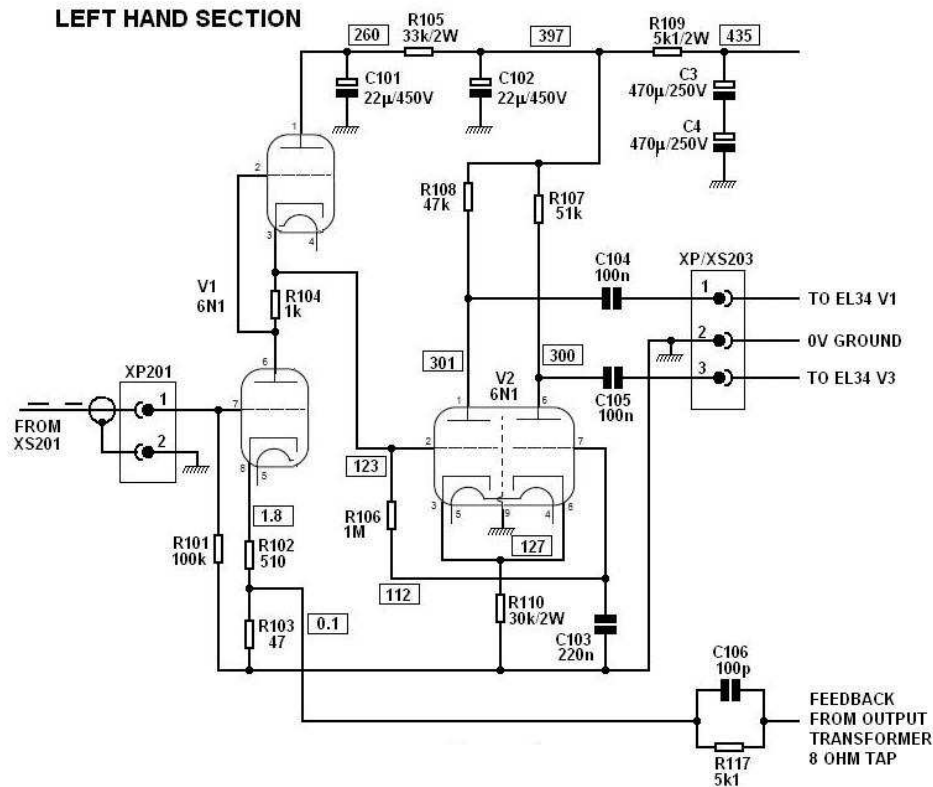 LEFT HAND SECTION
260
R105
33k/2W
397
R109
5k1/2W
435
C101
22µ/450V
C102
22µ/450V
C3
470µ/250V
C4
470µ/250V
1
2
3
4
R108
47k
R107
51k
V1
6N1
R104
1k
C104
100n
XP/XS203
1
TO EL34 V1
2
0V GROUND
3
TO EL34 V3
301
300
C105
100n
V2
6N1
XP201
1
2
FROM
XS201
6
7
8
5
1
6
2
7
3
5
9
4
8
123
127
1.8
R106
1M
R101
100k
R102
510
112
R110
30k/2W
R103
47
0.1
C103
220n
C106
100p
R117
5k1
FEEDBACK
FROM OUTPUT
TRANSFORMER
8 OHM TAP